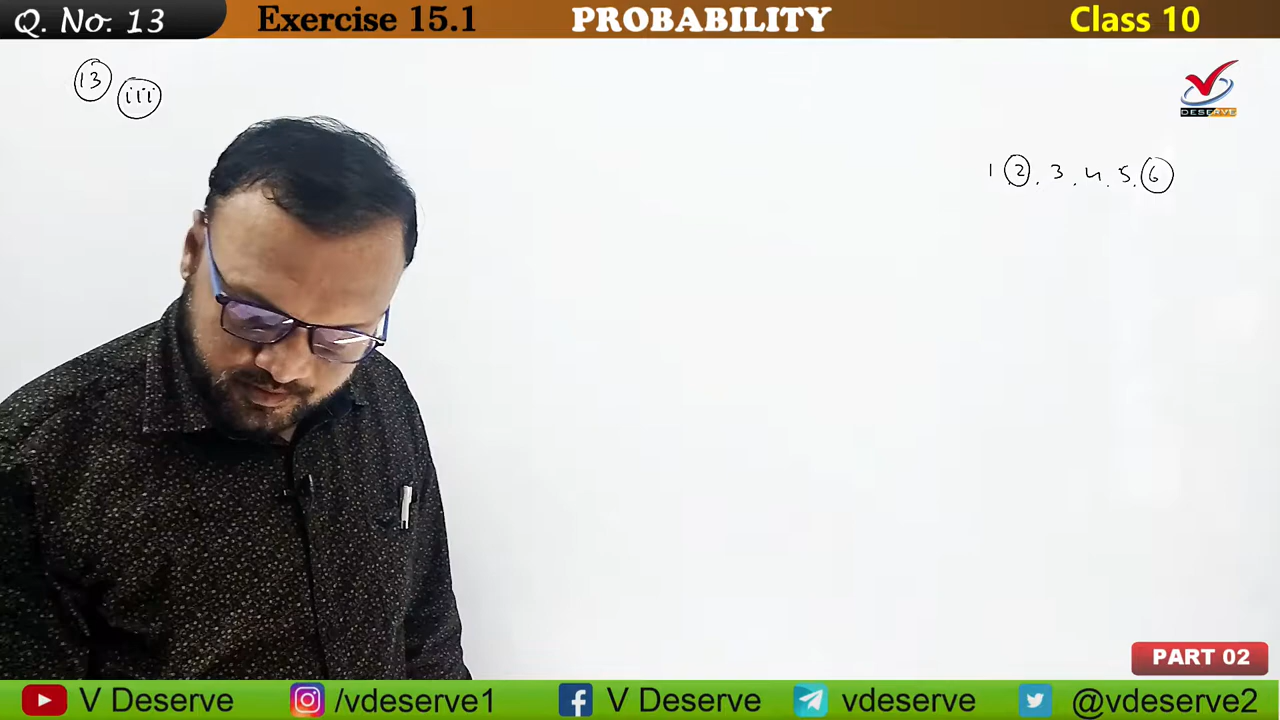 Q. No. 13
Exercise 15.1
PROBABILITY
Class 10
13
iii
DESERVE
1 2. 3. 4. 5. 6
PART 02
V Deserve
/vdeserve1
V Deserve
vdeserve
@vdeserve2